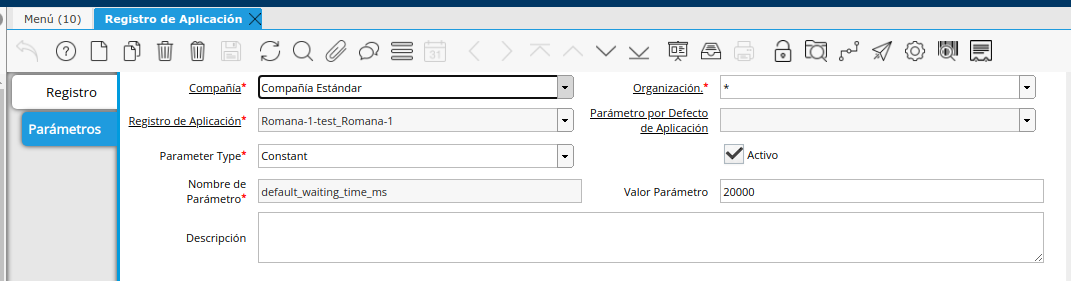 Menú (10)
Registro de Aplicación
31
Registro
Parámetros
Compañía*
Compañía Estándar
Organización.*
*
Registro de Aplicación*
Romana-1-test_Romana-1
Parámetro por Defecto
de Aplicación
Parameter Type*
Constant
Activo
Nombre de
Parámetro*
default_waiting_time_ms
Valor Parámetro
20000
Descripción